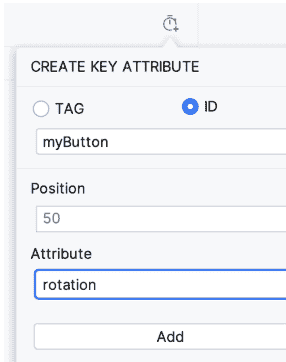 CREATE KEY ATTRIBUTE
TAG ID
myButton
Position
50
Attribute
rotation
Add